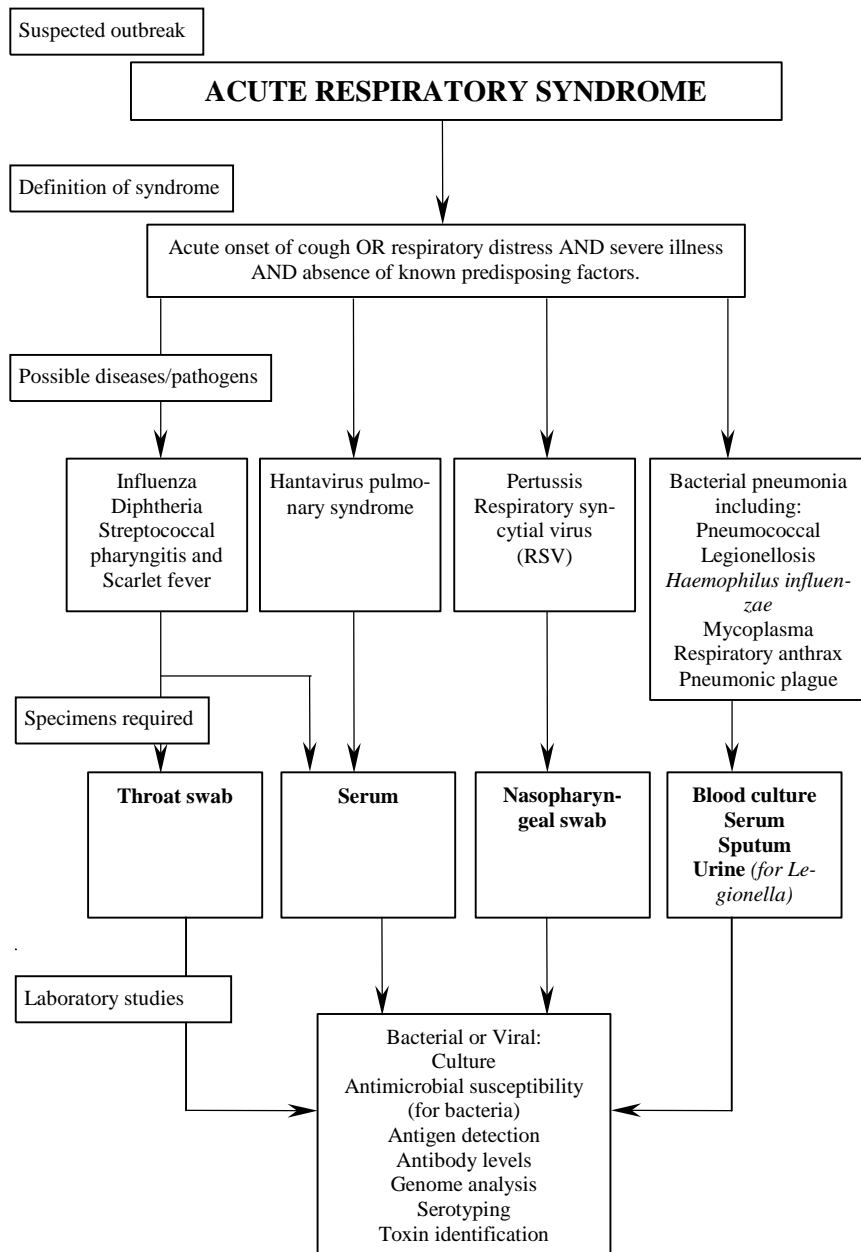 Suspected outbreak
ACUTE RESPIRATORY SYNDROME
Definition of syndrome
Acute onset of cough OR respiratory distress AND severe illness
AND absence of known predisposing factors.
Possible diseases/pathogens
Influenza
Diphtheria
Streptococcal
pharyngitis and
Scarlet fever
Hantavirus pulmo-
nary syndrome
Pertussis
Respiratory syn-
cytial virus
(RSV)
Bacterial pneumonia
including:
Pneumococcal
Legionellosis
Haemophilus influen-
zae
Mycoplasma
Respiratory anthrax
Pneumonic plague
Specimens required
Throat swab
Serum
Nasopharyn-
geal swab
Blood culture
Serum
Sputum
Urine (for Le-
gionella)
.
Laboratory studies
Bacterial or Viral:
Culture
Antimicrobial susceptibility
(for bacteria)
Antigen detection
Antibody levels
Genome analysis
Serotyping
Toxin identification